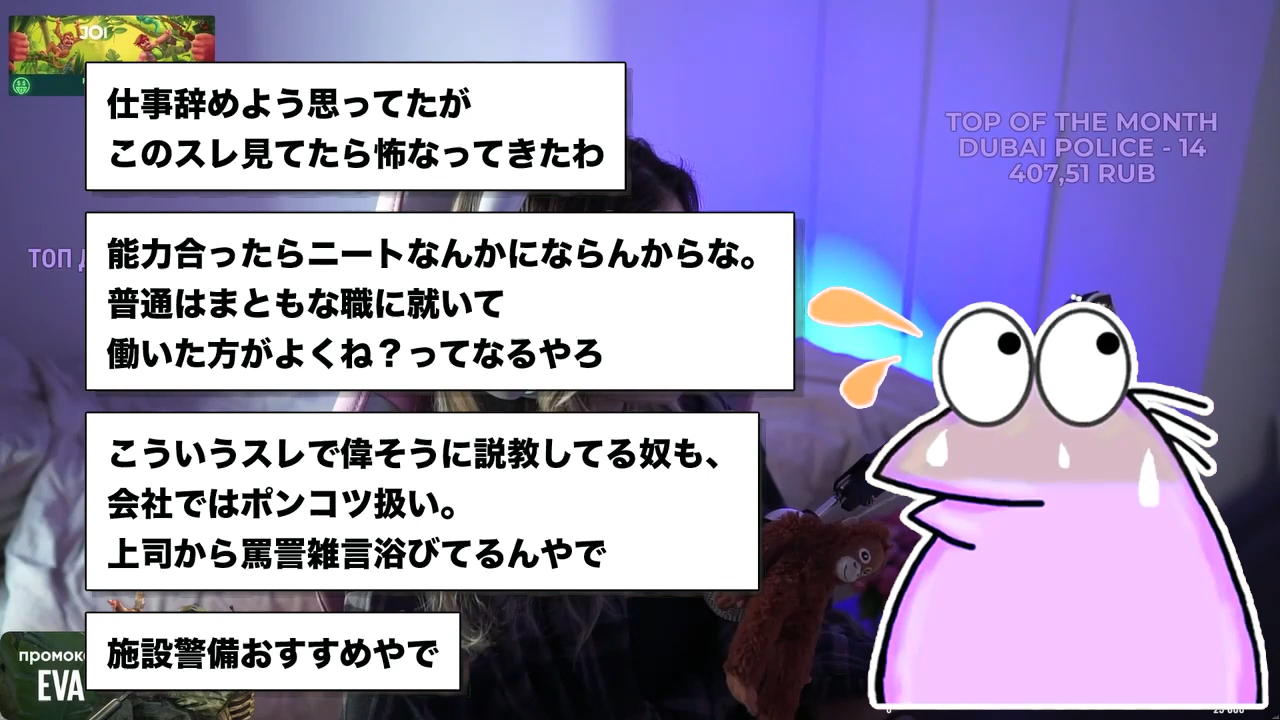 JOI
仕事辞めよう思ってたが
このスレ見てたら怖なってきたわ
TOP OF THE MONTH
DUBAI POLICE - 14
407,51 RUB
ТОП
能力合ったらニートなんかにならんからな。
普通はまともな職に就いて
働いた方がよくね？ってなるやろ
こういうスレで偉そうに説教してる奴も、
会社ではポンコツ扱い。
上司から罵詈雑言浴びてるんやで
施設警備おすすめやで
EVA